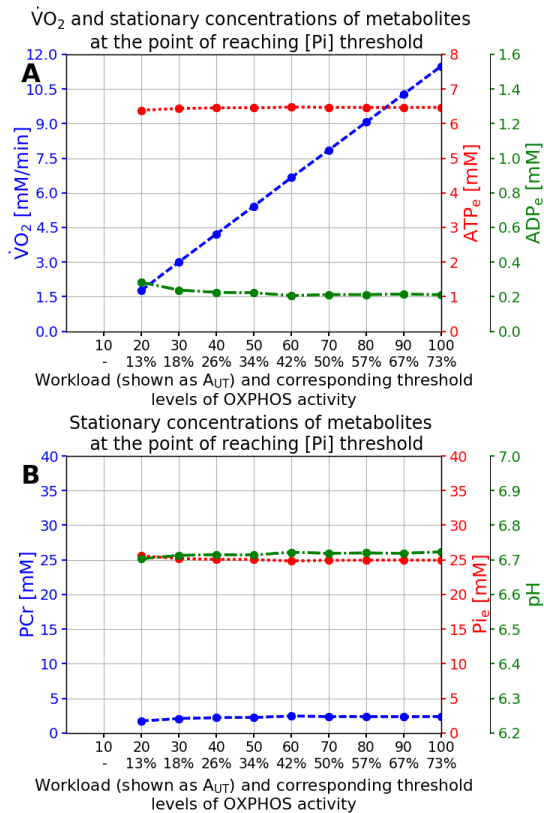 V̇O₂ and stationary concentrations of metabolites
at the point of reaching [Pi] threshold
A
V̇O₂ [mM/min]
12.0
10.5
9.0
7.5
6.0
4.5
3.0
1.5
0.0
8
7
6
5
4
3
2
1
0
ATPₑ [mM]
1.6
1.4
1.2
1.0
0.8
0.6
0.4
0.2
0.0
ADPₑ [mM]
10 20 30 40 50 60 70 80 90 100
- 13% 18% 26% 34% 42% 50% 57% 67% 73%
Workload (shown as A_UT) and corresponding threshold
levels of OXPHOS activity
Stationary concentrations of metabolites
at the point of reaching [Pi] threshold
B
PCr [mM]
40
35
30
25
20
15
10
5
0
40
35
30
25
20
15
10
5
0
Piₑ [mM]
7.0
6.9
6.8
6.7
6.6
6.5
6.4
6.3
6.2
pH
10 20 30 40 50 60 70 80 90 100
- 13% 18% 26% 34% 42% 50% 57% 67% 73%
Workload (shown as A_UT) and corresponding threshold
levels of OXPHOS activity